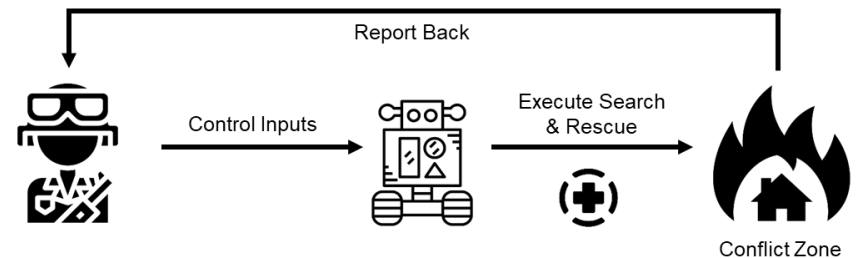 Report Back
Control Inputs
Execute Search
& Rescue
Conflict Zone